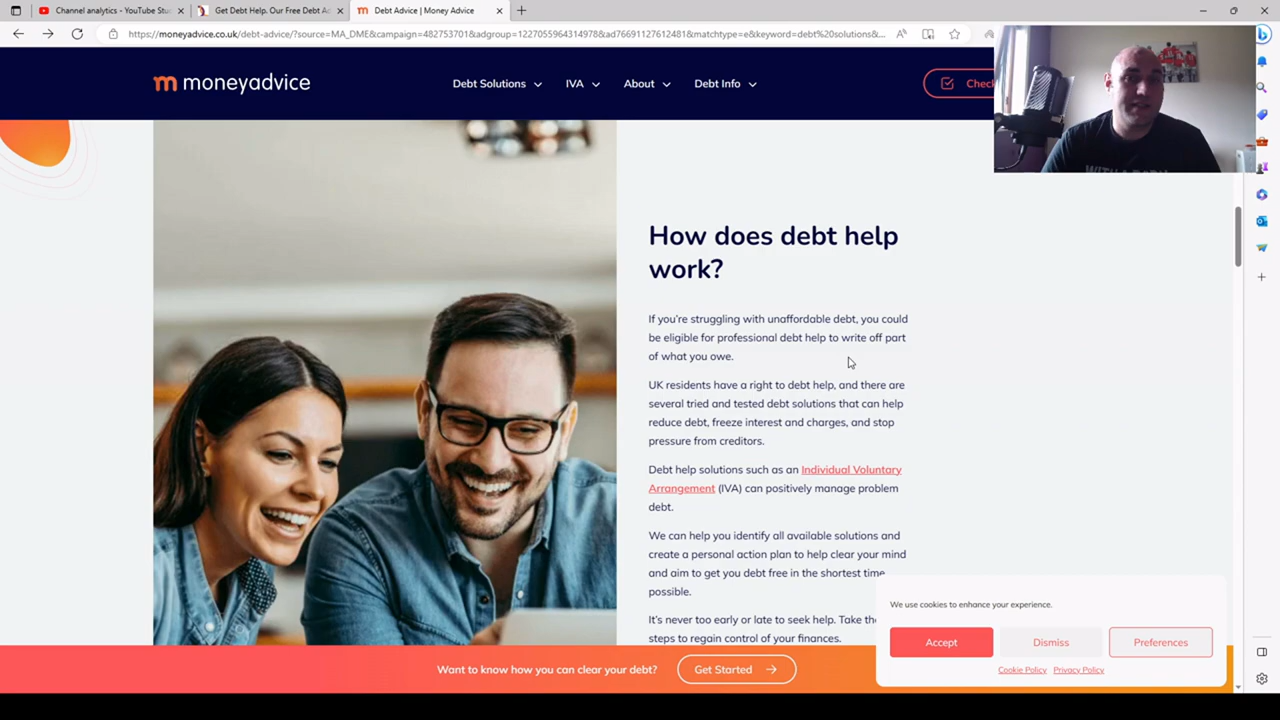 Channel analytics - YouTube Stu
Get Debt Help. Our Free Debt Ad
Debt Advice | Money Advice
https://moneyadvice.co.uk/debt-advice/?source=MA_DME&campaign=482753701&adgroup=1227055964314978&ad76691127612481&matchtype=e&keyword=debt%20solutions&...
m moneyadvice
Debt Solutions
IVA
About
Debt Info
Check
How does debt help
work?
If you're struggling with unaffordable debt, you could
be eligible for professional debt help to write off part
of what you owe.
UK residents have a right to debt help, and there are
several tried and tested debt solutions that can help
reduce debt, freeze interest and charges, and stop
pressure from creditors.
Debt help solutions such as an Individual Voluntary
Arrangement (IVA) can positively manage problem
debt.
We can help you identify all available solutions and
create a personal action plan to help clear your mind
and aim to get you debt free in the shortest time
possible.
It's never too early or late to seek help. Take the
steps to regain control of your finances.
We use cookies to enhance your experience.
Accept
Dismiss
Preferences
Cookie Policy
Privacy Policy
Want to know how you can clear your debt?
Get Started